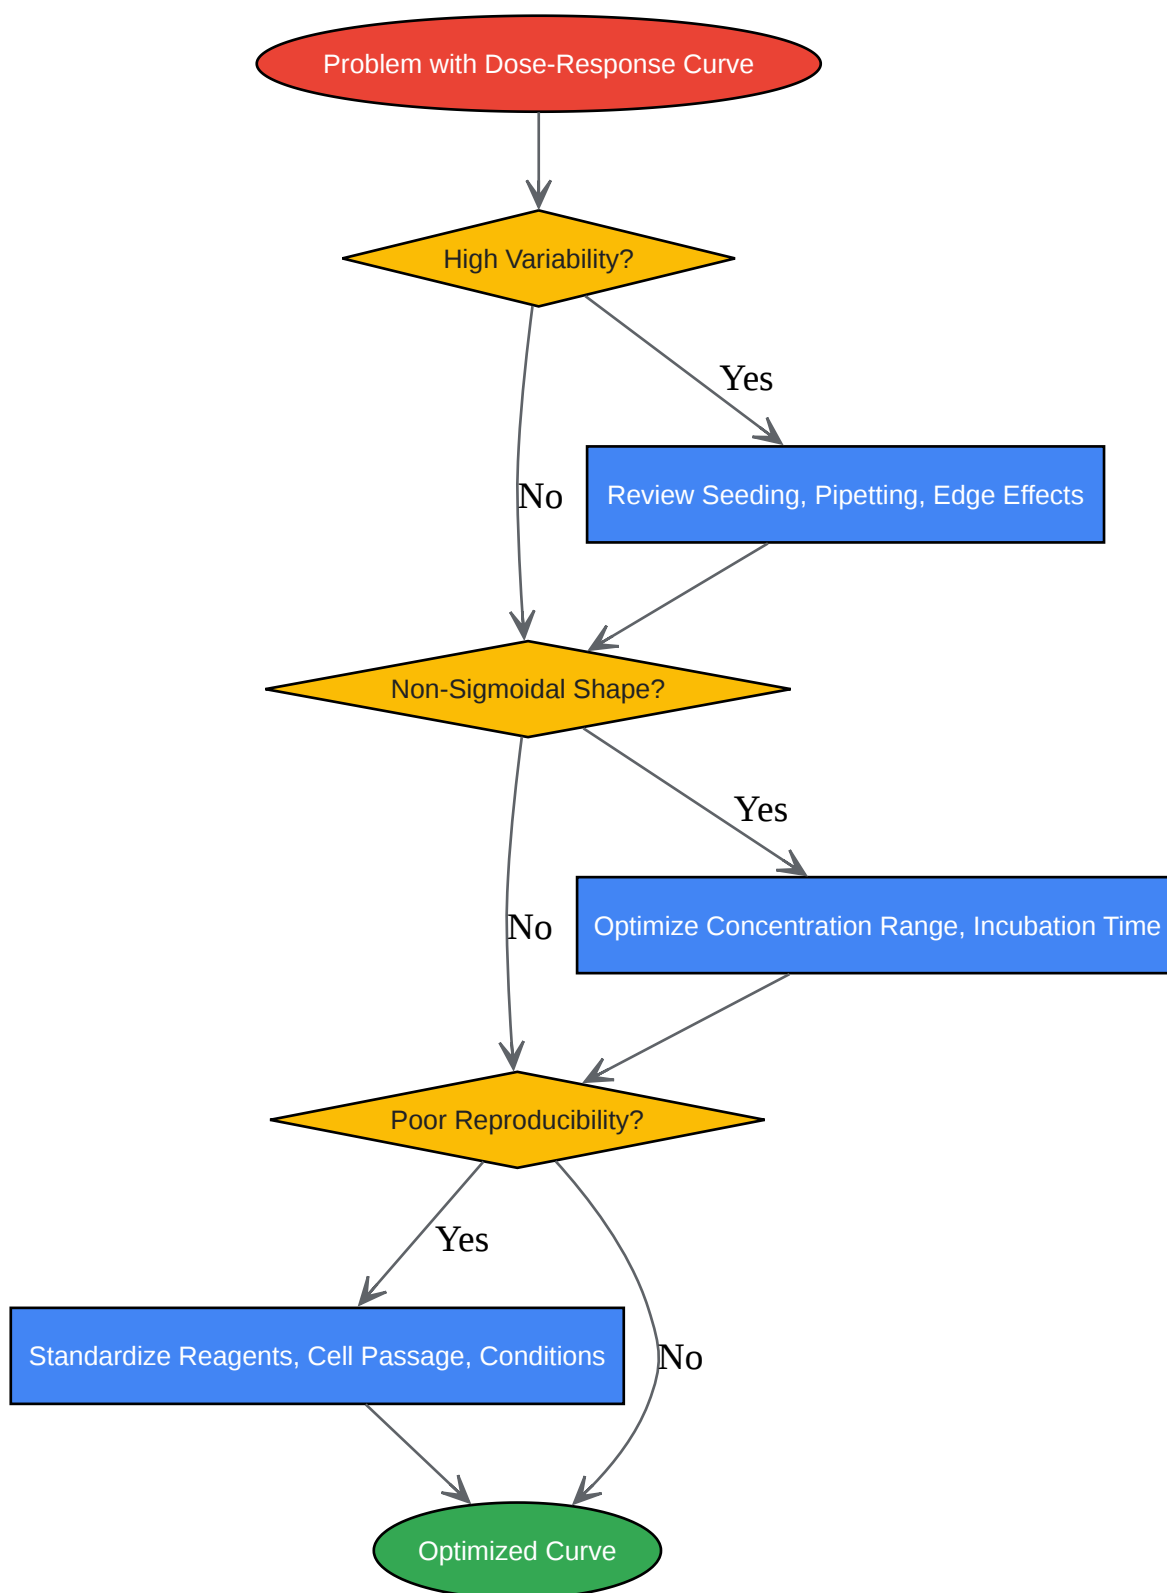 Problem with Dose-Response Curve
High Variability?
Yes
No
Review Seeding, Pipetting, Edge Effects
Non-Sigmoidal Shape?
Yes
No
Optimize Concentration Range, Incubation Time
Poor Reproducibility?
Yes
Standardize Reagents, Cell Passage, Conditions
No
Optimized Curve